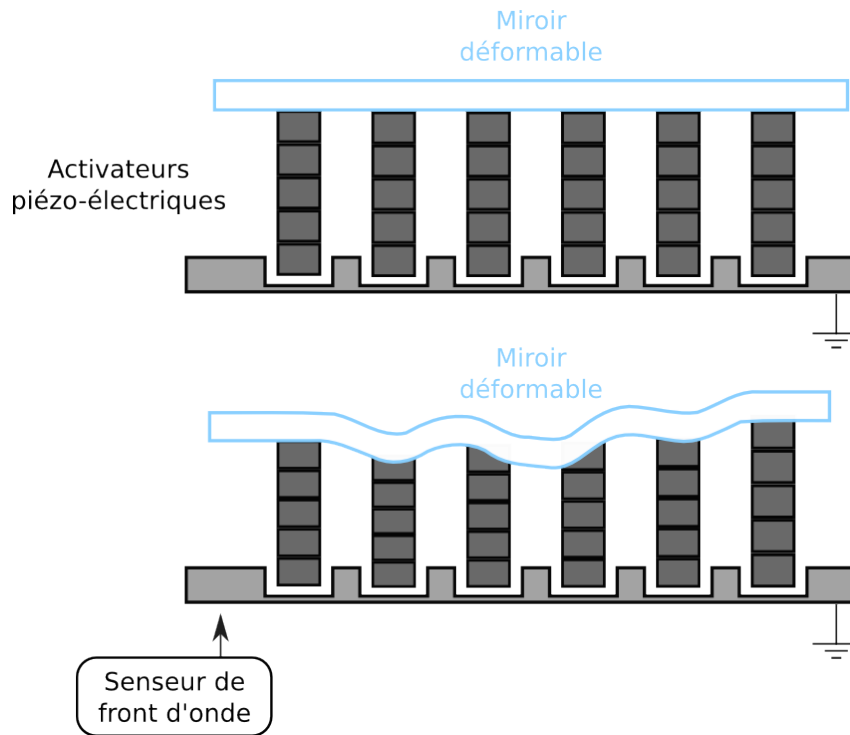 Miroir
déformable
Activateurs
piézo-électriques
Miroir
déformable
Senseur de
front d'onde